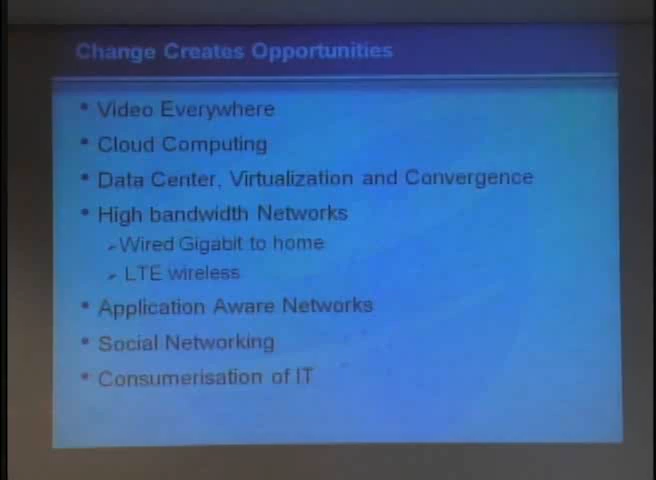 Change Creates Opportunities
• Video Everywhere
• Cloud Computing
• Data Center, Virtualization and Convergence
• High bandwidth Networks
➢ Wired Gigabit to home
➢ LTE wireless
• Application Aware Networks
• Social Networking
• Consumerisation of IT